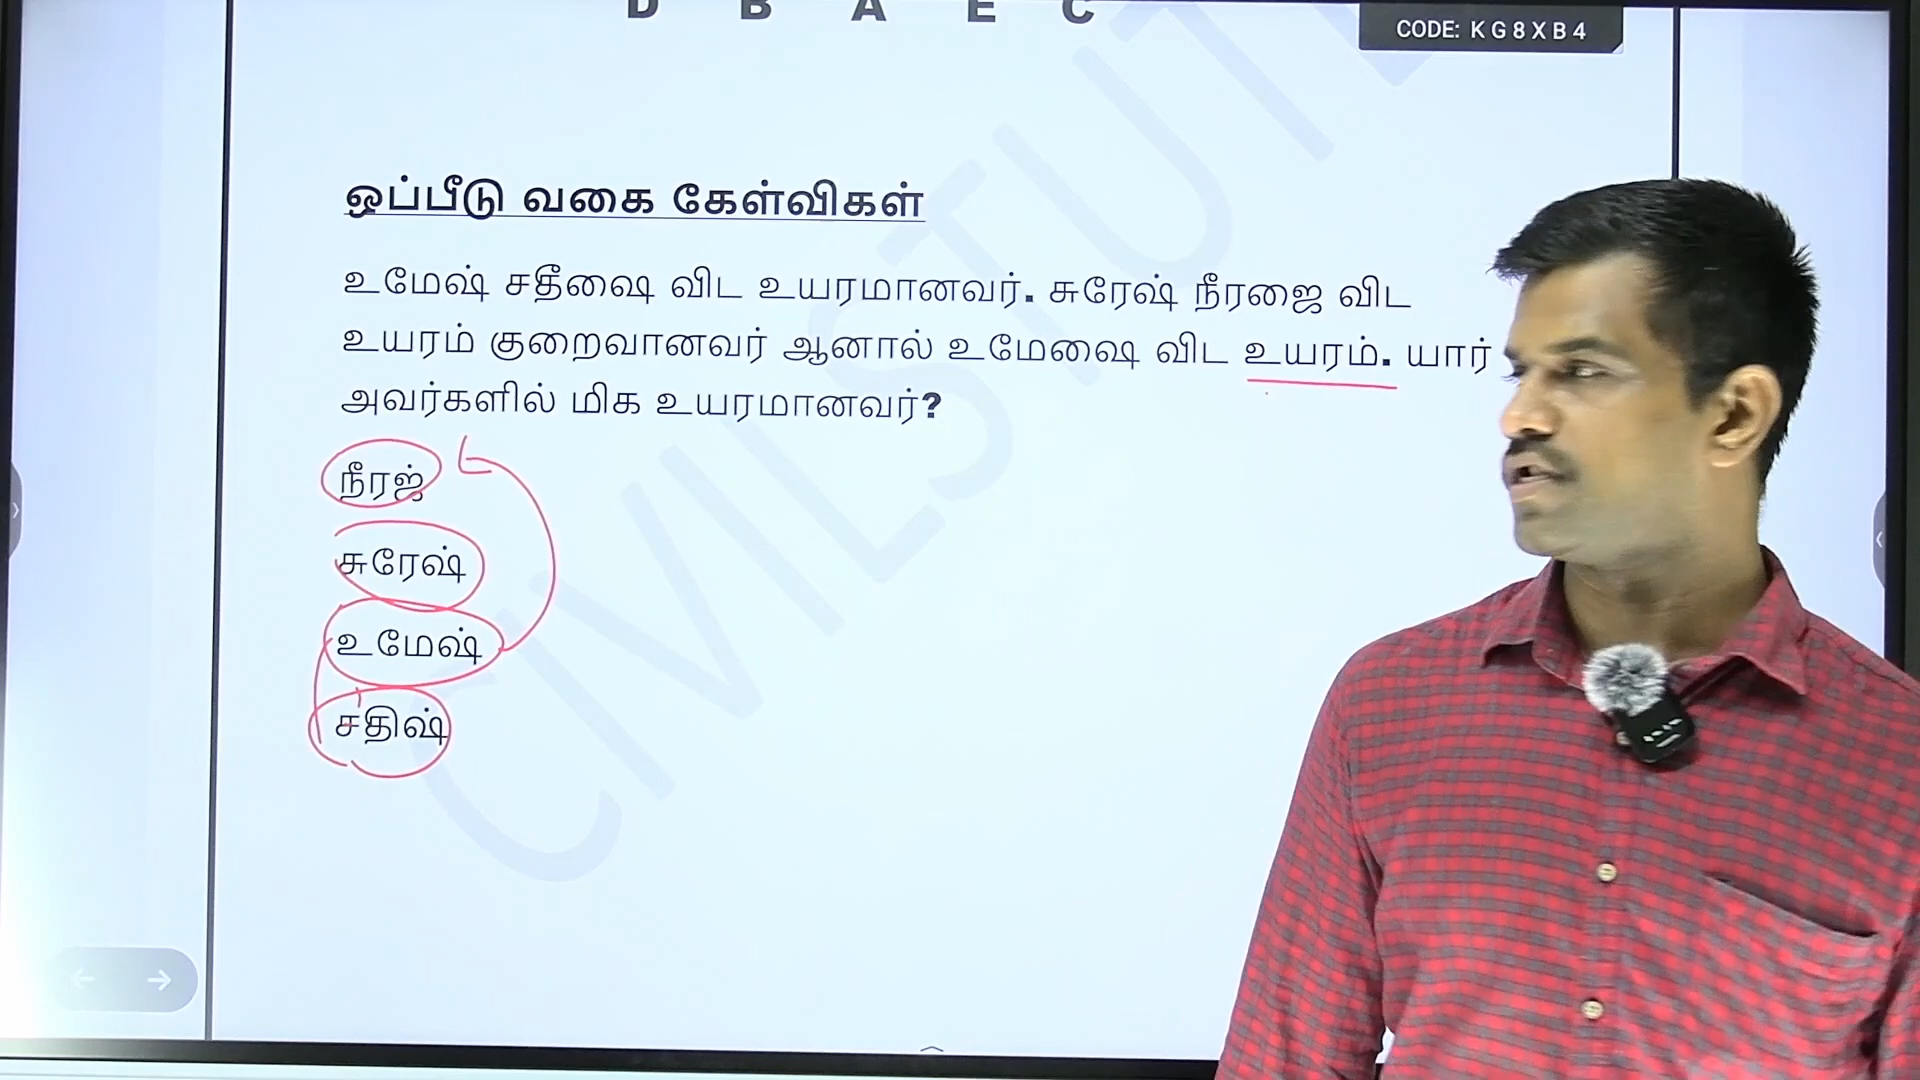 D B A E C
CODE: K G 8 X B 4
ஒப்பீடு வகை கேள்விகள்
உமேஷ் சதீஷை விட உயரமானவர். சுரேஷ் நீரஜை விட
உயரம் குறைவானவர் ஆனால் உமேஷை விட உயரம். யார்
அவர்களில் மிக உயரமானவர்?
நீரஜ்
சுரேஷ்
உமேஷ்
சதிஷ்